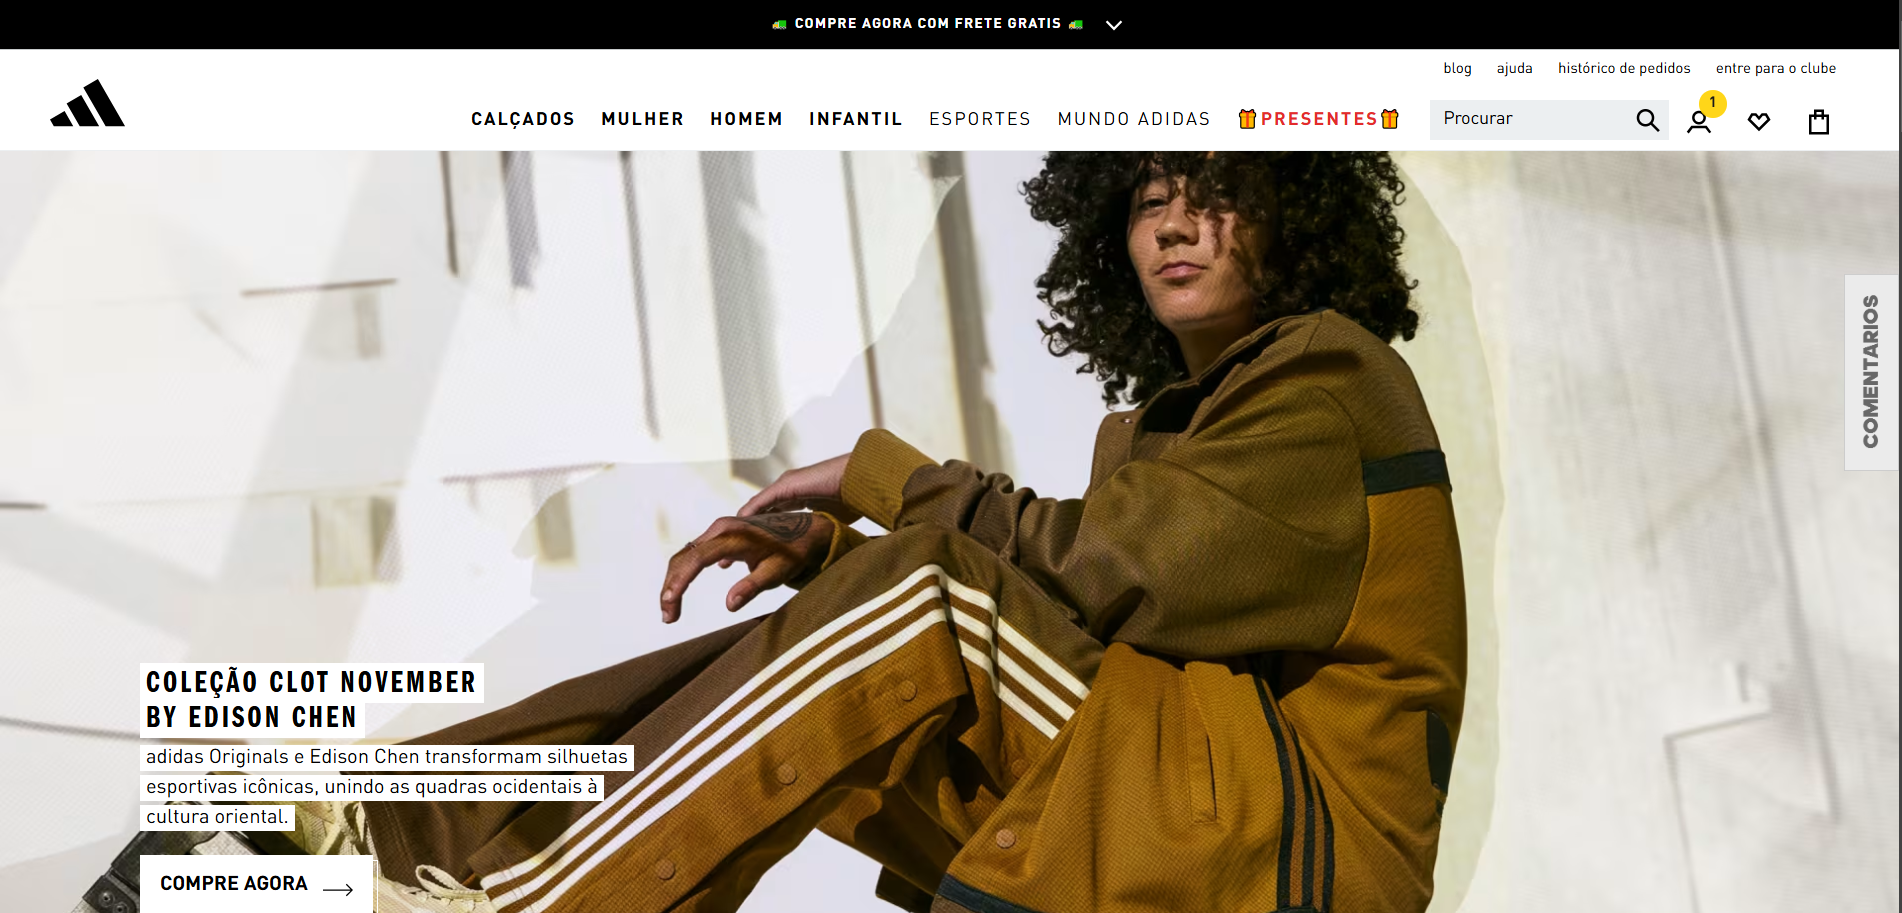 COMPRE AGORA COM FRETE GRATIS
blog ajuda histórico de pedidos entre para o clube
CALÇADOS MULHER HOMEM INFANTIL ESPORTES MUNDO ADIDAS PRESENTES Procurar 1
COMENTARIOS
COLEÇÃO CLOT NOVEMBER
BY EDISON CHEN
adidas Originals e Edison Chen transformam silhuetas
esportivas icônicas, unindo as quadras ocidentais à
cultura oriental.
COMPRE AGORA